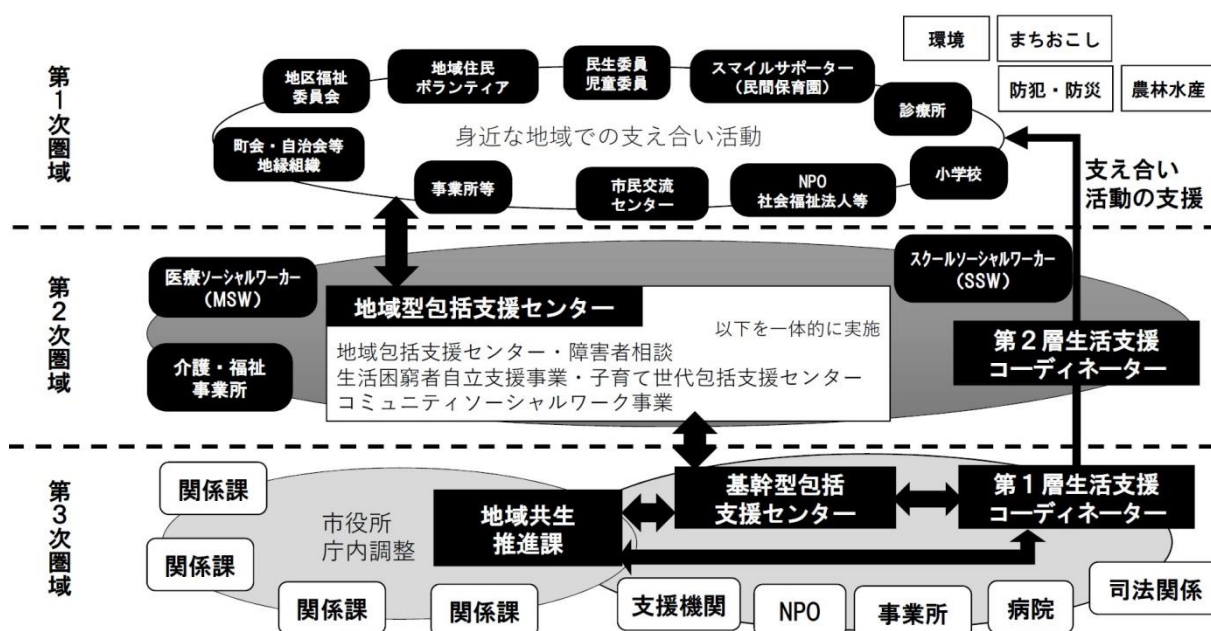 環境
まちおこし
防犯・防災
農林水産
第1次圏域
地区福祉
委員会
地域住民
ボランティア
民生委員
児童委員
スマイルサポーター
（民間保育園）
診療所
町会・自治会等
地縁組織
身近な地域での支え合い活動
事業所等
市民交流
センター
NPO
社会福祉法人等
小学校
支え合い
活動の支援
第2次圏域
医療ソーシャルワーカー
（MSW）
スクールソーシャルワーカー
（SSW）
地域型包括支援センター
以下を一体的に実施
地域包括支援センター・障害者相談
生活困窮者自立支援事業・子育て世代包括支援センター
コミュニティソーシャルワーク事業
介護・福祉
事業所
第２層生活支援
コーディネーター
第3次圏域
関係課
関係課
関係課
関係課
市役所
庁内調整
地域共生
推進課
基幹型包括
支援センター
第１層生活支援
コーディネーター
支援機関
NPO
事業所
病院
司法関係